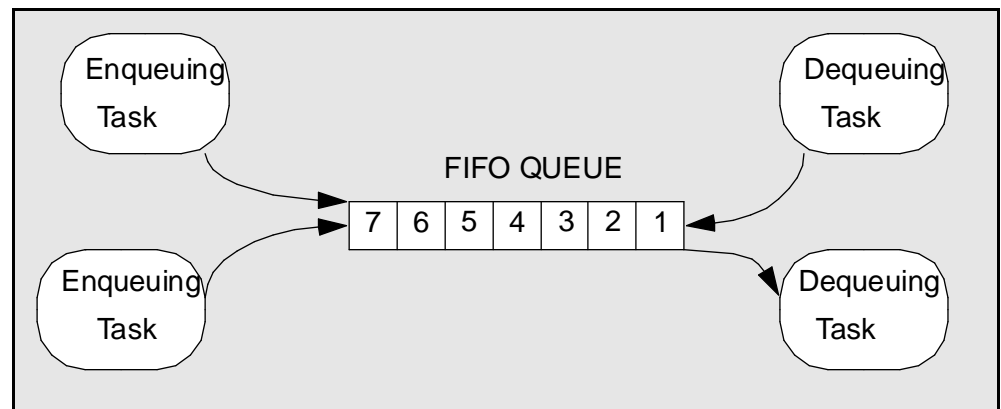 Enqueuing
Task
Dequeuing
Task
FIFO QUEUE
7 6 5 4 3 2 1
Enqueuing
Task
Dequeuing
Task